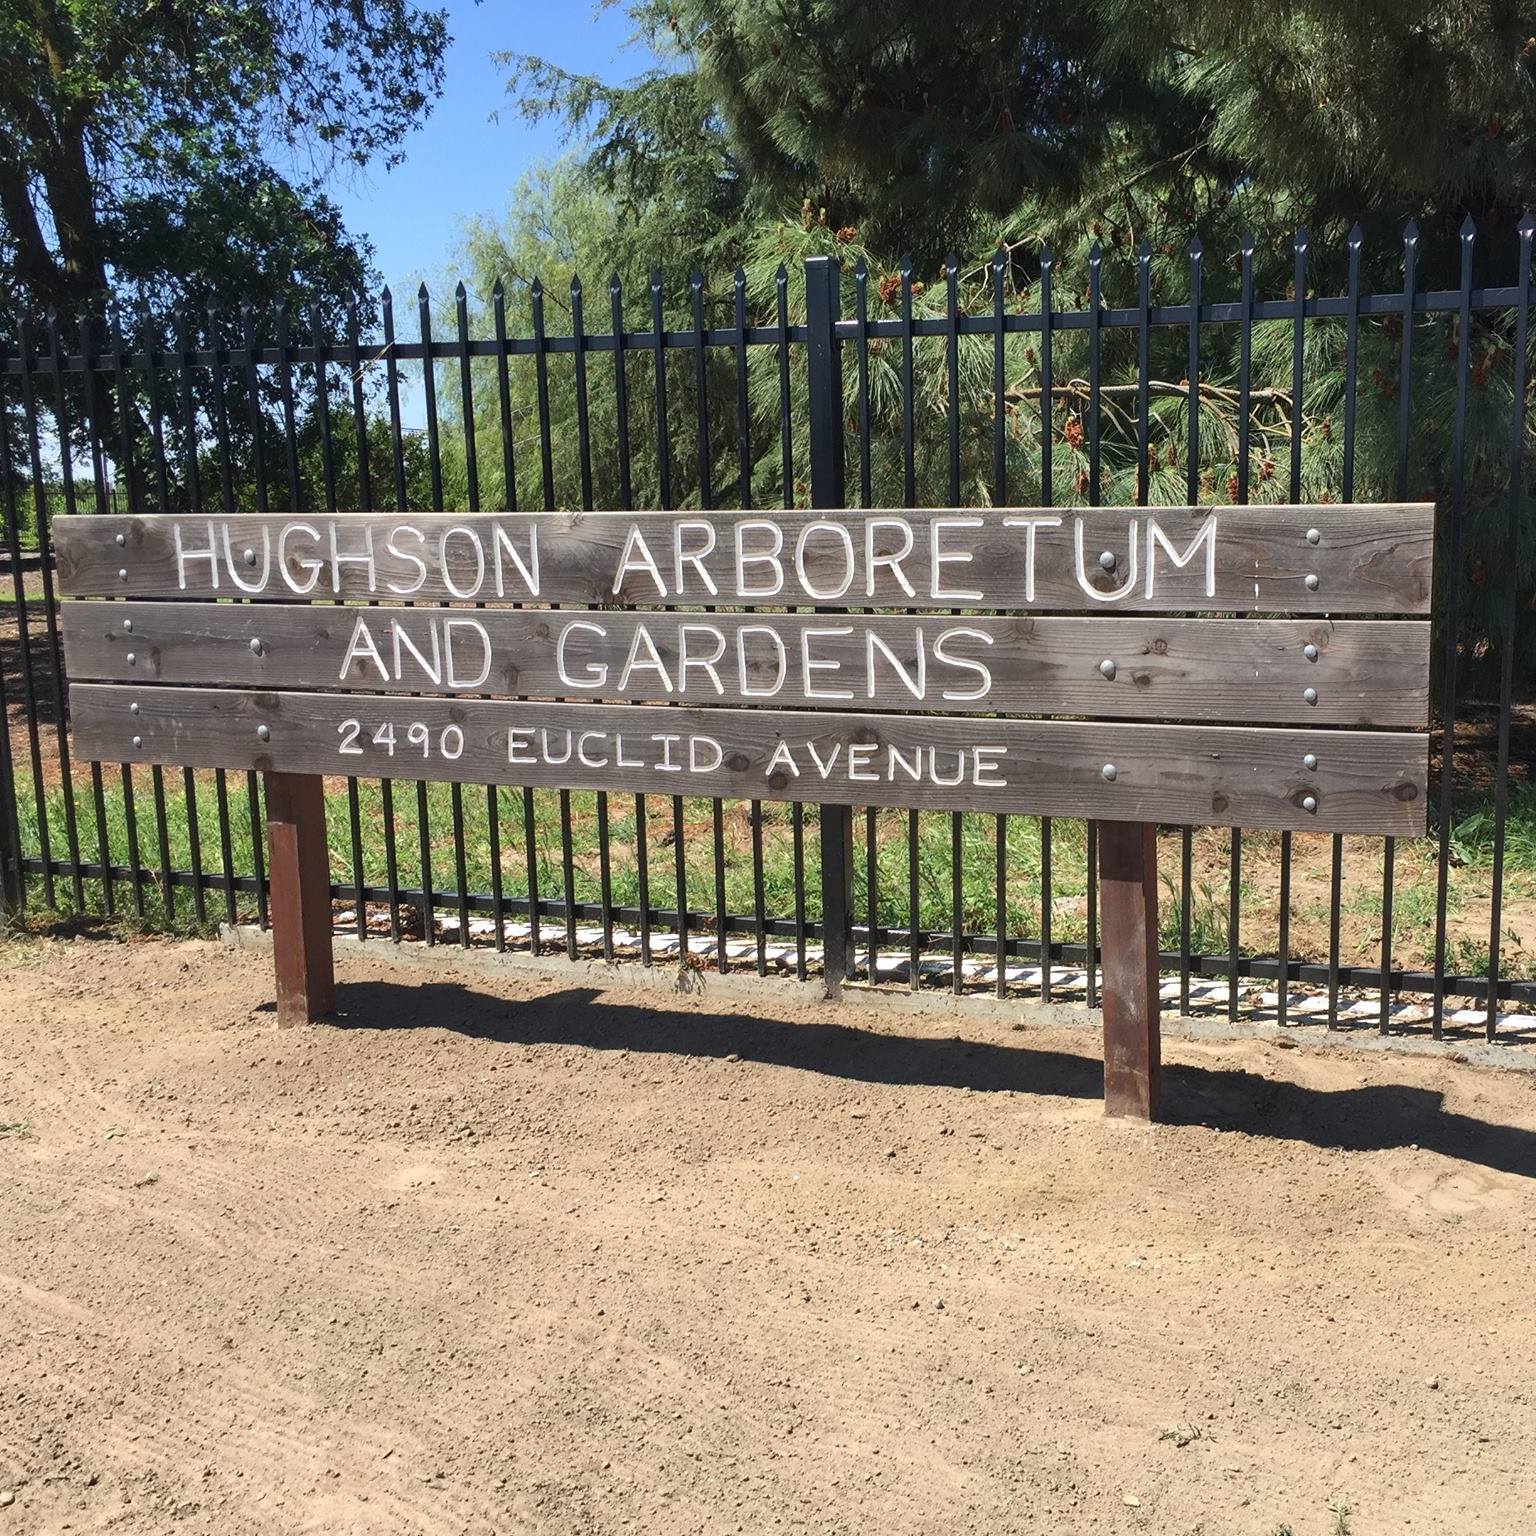 HUGHSON ARBORETUM
AND GARDENS
2490 EUCLID AVENUE